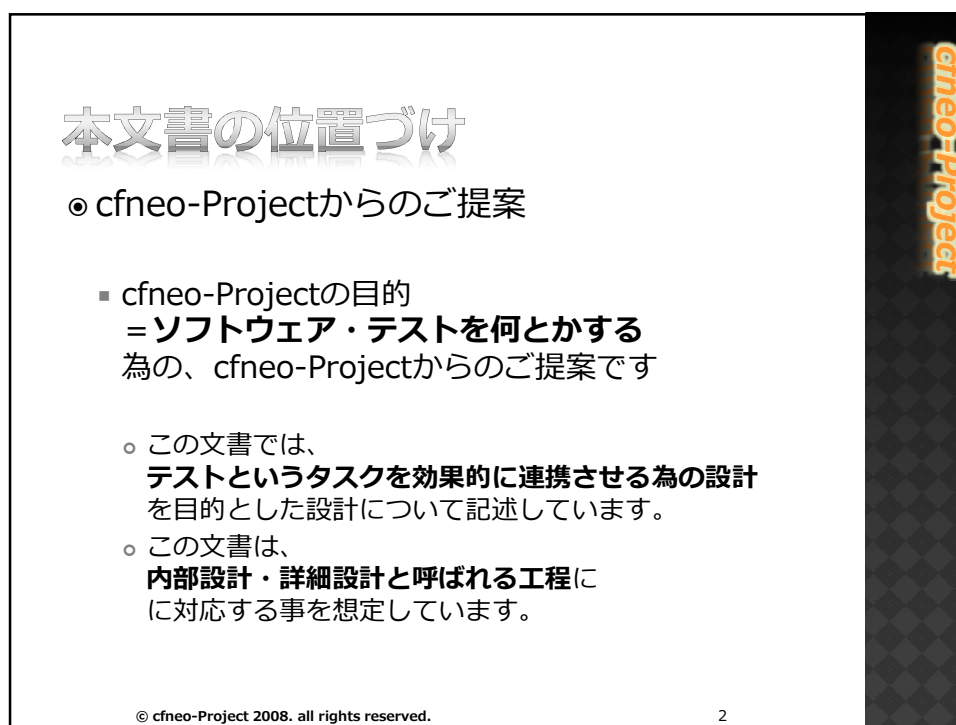 本文書の位置づけ
cfneo-Projectからのご提案
cfneo-Projectの目的
＝ソフトウェア・テストを何とかする
為の、cfneo-Projectからのご提案です
この文書では、
テストというタスクを効果的に連携させる為の設計
を目的とした設計について記述しています。
この文書は、
内部設計・詳細設計と呼ばれる工程に
に対応する事を想定しています。
© cfneo-Project 2008. all rights reserved.
2
cfneo-Project